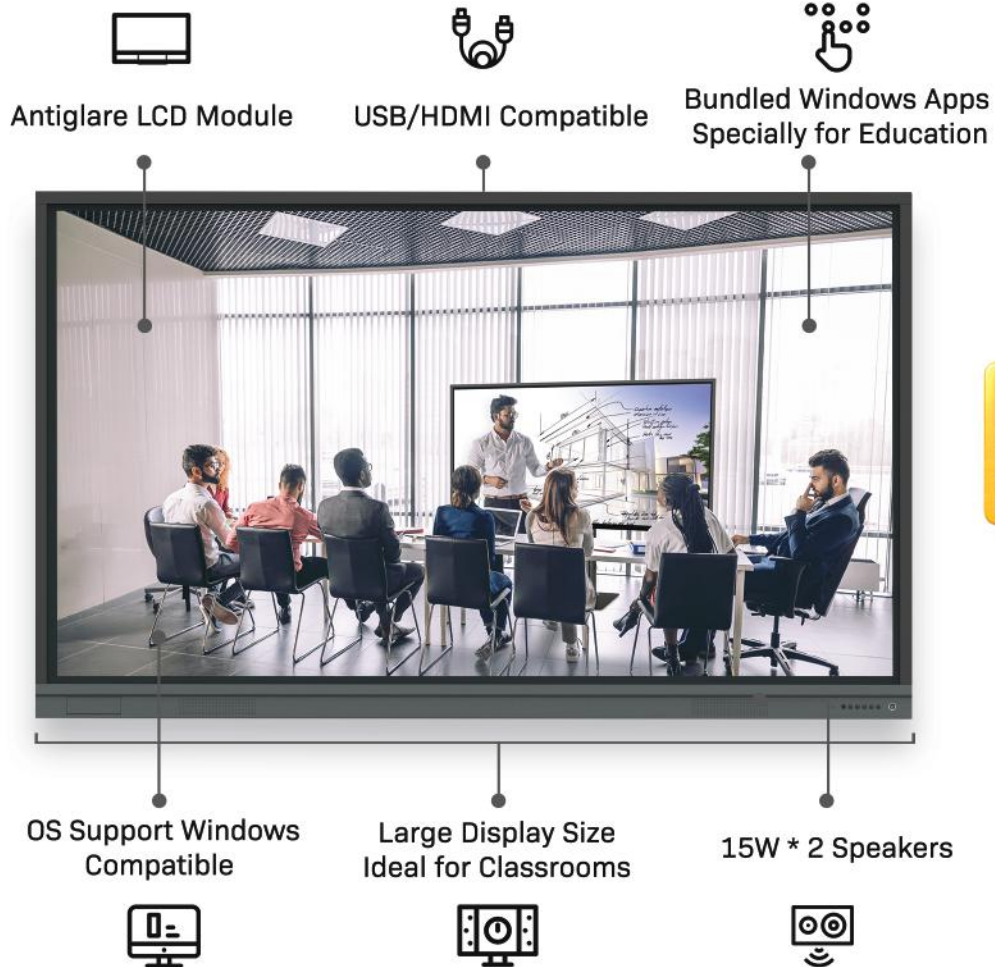 Antiglare LCD Module
USB/HDMI Compatible
Bundled Windows Apps
Specially for Education
OS Support Windows
Compatible
Large Display Size
Ideal for Classrooms
15W * 2 Speakers